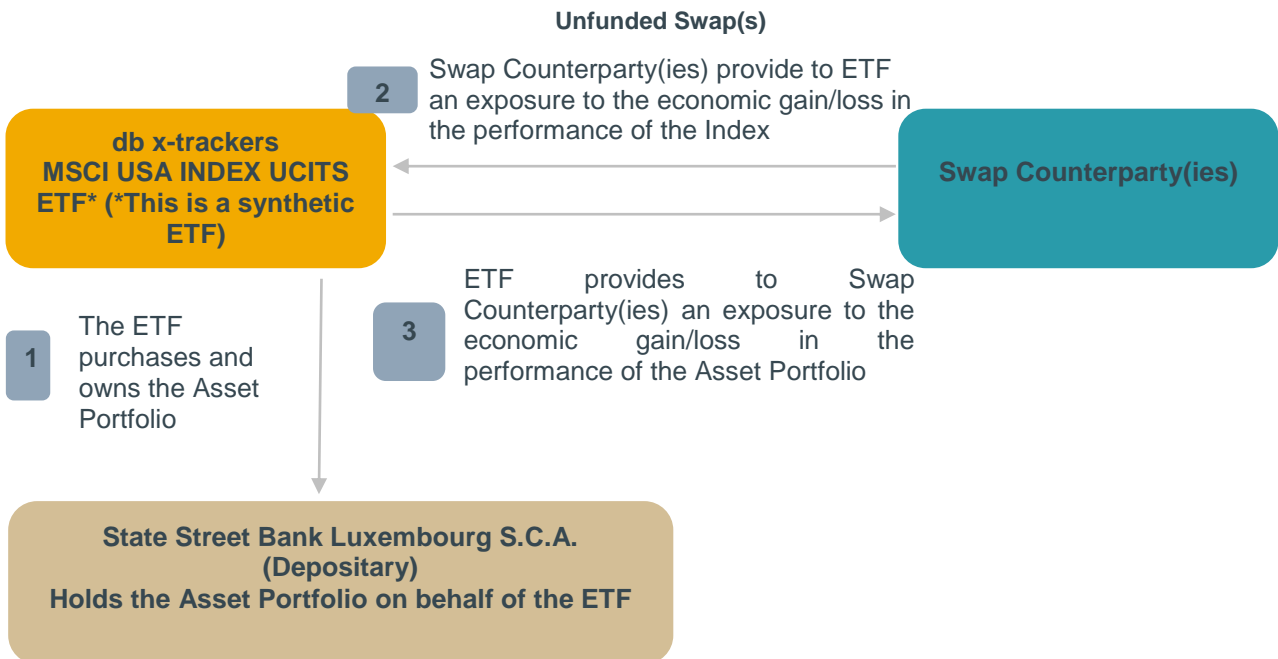 Unfunded Swap(s)
2
Swap Counterparty(ies) provide to ETF
an exposure to the economic gain/loss in
the performance of the Index
db x-trackers
MSCI USA INDEX UCITS
ETF* (*This is a synthetic
ETF)
Swap Counterparty(ies)
3
ETF provides to Swap
Counterparty(ies) an exposure to the
economic gain/loss in the
performance of the Asset Portfolio
1
The ETF
purchases and
owns the Asset
Portfolio
State Street Bank Luxembourg S.C.A.
(Depositary)
Holds the Asset Portfolio on behalf of the ETF